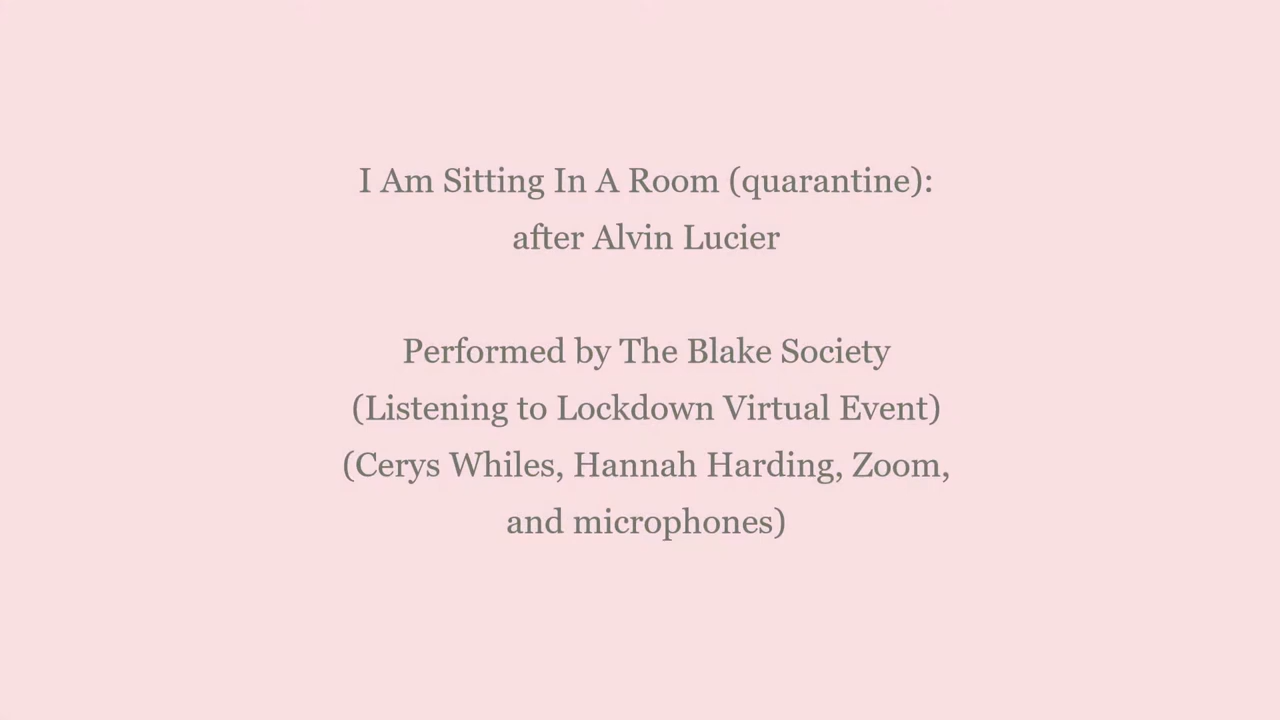 I Am Sitting In A Room (quarantine):
after Alvin Lucier
Performed by The Blake Society
(Listening to Lockdown Virtual Event)
(Cerys Whiles, Hannah Harding, Zoom,
and microphones)